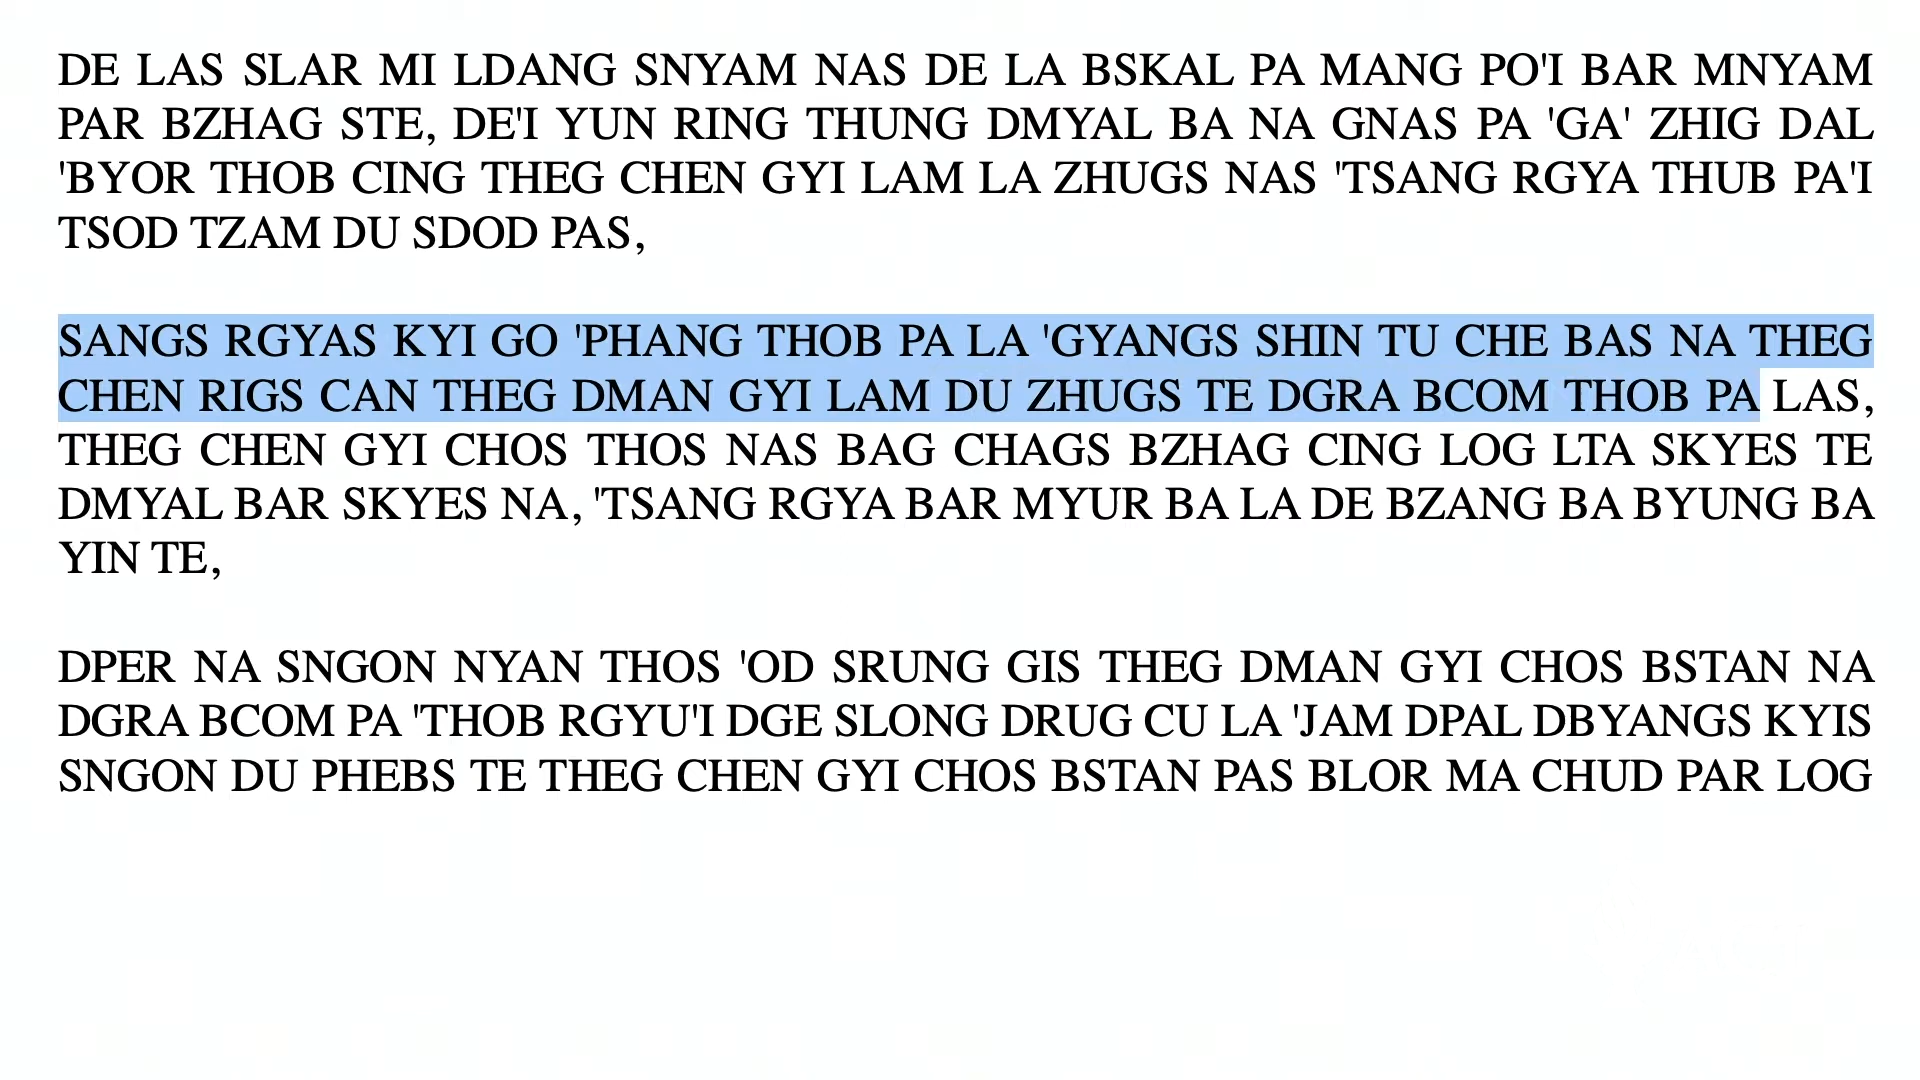 DE LAS SLAR MI LDANG SNYAM NAS DE LA BSKAL PA MANG PO'I BAR MNYAM
PAR BZHAG STE, DE'I YUN RING THUNG DMYAL BA NA GNAS PA 'GA' ZHIG DAL
'BYOR THOB CING THEG CHEN GYI LAM LA ZHUGS NAS 'TSANG RGYA THUB PA'I
TSOD TZAM DU SDOD PAS,
SANGS RGYAS KYI GO 'PHANG THOB PA LA 'GYANGS SHIN TU CHE BAS NA THEG
CHEN RIGS CAN THEG DMAN GYI LAM DU ZHUGS TE DGRA BCOM THOB PA LAS,
THEG CHEN GYI CHOS THOS NAS BAG CHAGS BZHAG CING LOG LTA SKYES TE
DMYAL BAR SKYES NA, 'TSANG RGYA BAR MYUR BA LA DE BZANG BA BYUNG BA
YIN TE,
DPER NA SNGON NYAN THOS 'OD SRUNG GIS THEG DMAN GYI CHOS BSTAN NA
DGRA BCOM PA 'THOB RGYU'I DGE SLONG DRUG CU LA 'JAM DPAL DBYANGS KYIS
SNGON DU PHEBS TE THEG CHEN GYI CHOS BSTAN PAS BLOR MA CHUD PAR LOG